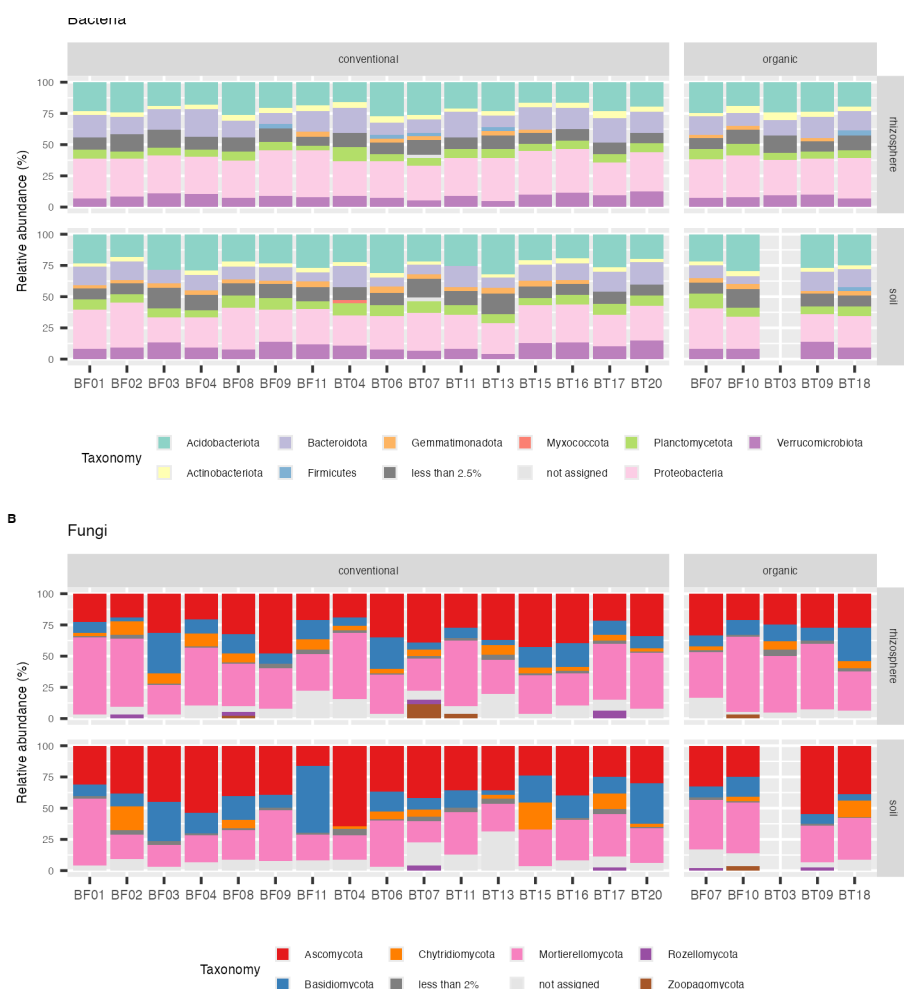 Bacteria
conventional
organic
100
75
50
25
0
rhizosphere
100
75
50
25
0
soil
Relative abundance (%)
BF01 BF02 BF03 BF04 BF08 BF09 BF11 BT04 BT06 BT07 BT11 BT13 BT15 BT16 BT17 BT20 BF07 BF10 BT03 BT09 BT18
Taxonomy
Acidobacteriota Bacteroidota Gemmatimonadota Myxococcota Planctomycetota Verrucomicrobiota
Actinobacteriota Firmicutes less than 2.5% not assigned Proteobacteria
B
Fungi
conventional
organic
100
75
50
25
0
rhizosphere
100
75
50
25
0
soil
Relative abundance (%)
BF01 BF02 BF03 BF04 BF08 BF09 BF11 BT04 BT06 BT07 BT11 BT13 BT15 BT16 BT17 BT20 BF07 BF10 BT03 BT09 BT18
Taxonomy
Ascomycota Chytridiomycota Mortierellomycota Rozellomycota
Basidiomycota less than 2% not assigned Zoopagomycota